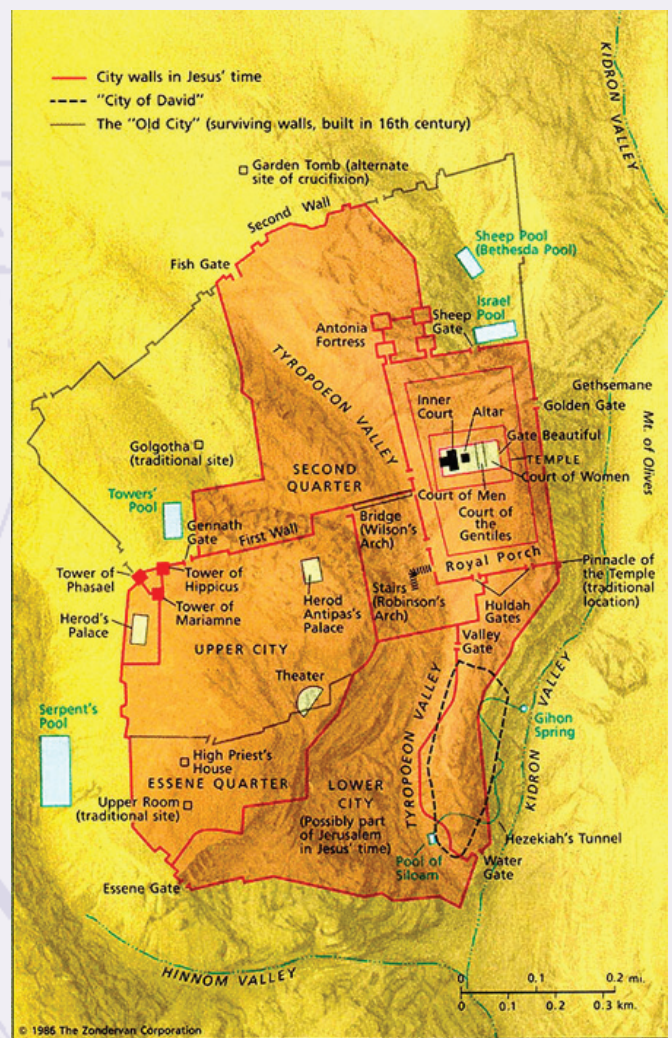 KIDRON VALLEY
City walls in Jesus' time
"City of David"
The "Old City" (surviving walls, built in 16th century)
Garden Tomb (alternate
site of crucifixion)
Second Wall
Sheep Pool
(Bethesda Pool)
Fish Gate
Israel
Pool
Sheep
Gate
Antonia
Fortress
TYROPOEON VALLEY
Gethsemane
Golden Gate
Mt. of Olives
Inner
Court
Altar
Gate Beautiful
TEMPLE
Court of Women
Golgotha
(traditional site)
SECOND
QUARTER
Court of Men
Court of
the
Gentiles
Towers'
Pool
Gennath
Gate
First Wall
Bridge
(Wilson's
Arch)
Royal Porch
Pinnacle of
the Temple
(traditional
location)
Tower of
Phasael
Tower of
Hippicus
Tower of
Mariamne
Herod
Antipas's
Palace
Stairs
(Robinson's
Arch)
Huldah
Gates
Herod's
Palace
UPPER CITY
Valley
Gate
Theater
Serpent's
Pool
TYROPOEON VALLEY
KIDRON VALLEY
Gihon
Spring
High Priest's
House
ESSENE QUARTER
Upper Room
(traditional site)
LOWER
CITY
(Possibly part
of Jerusalem
in Jesus' time)
Hezekiah's Tunnel
Pool of
Siloam
Water
Gate
Essene Gate
HINNOM VALLEY
0 0.1 0.2 mi.
0 0.1 0.2 0.3 km.
© 1986 The Zondervan Corporation